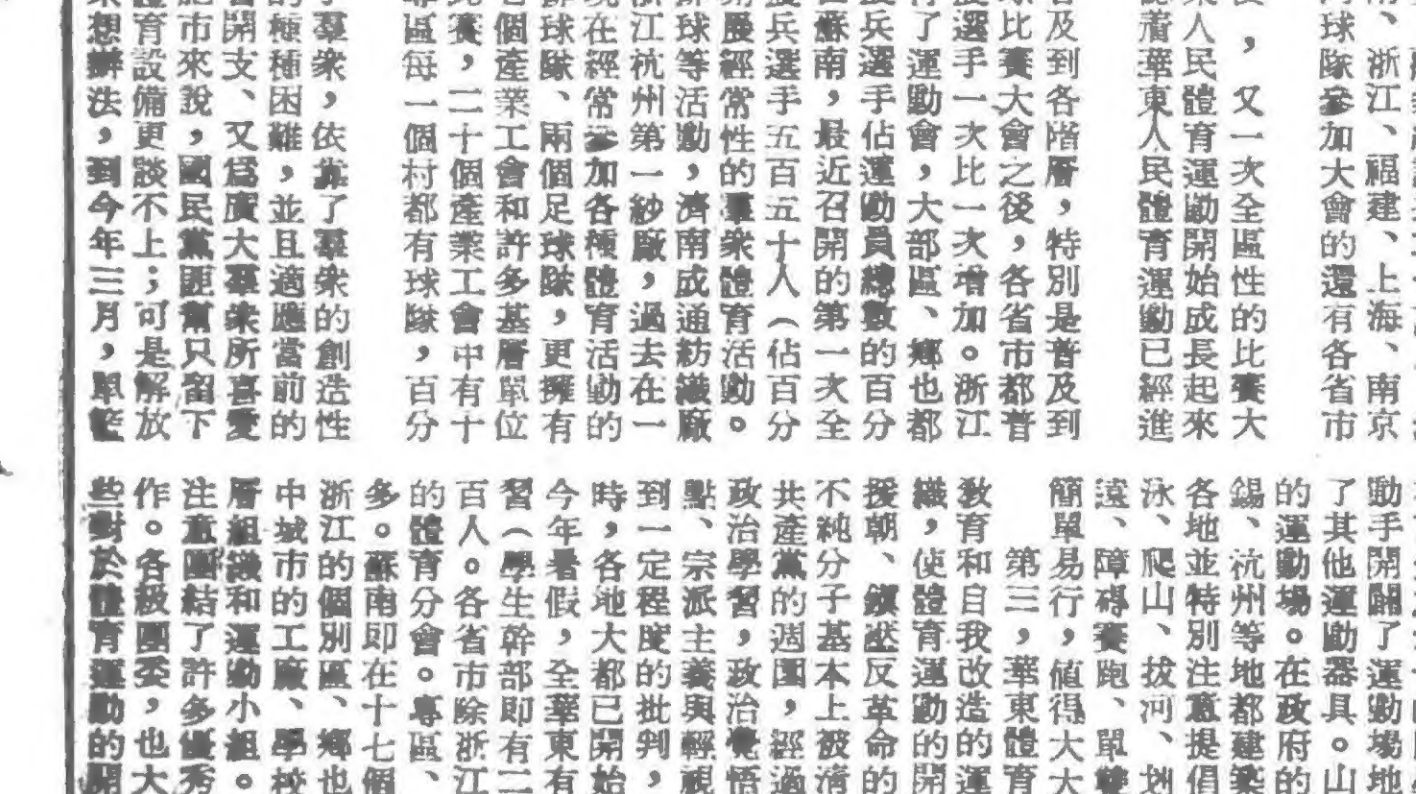 南、浙江、福建、上海、南京
球隊參加大會的還有各省市
，又一次全區性的比賽大
人民體育運動開始成長起來
着華東人民體育運動已經進
及到各階層，特別是普及到
比賽大會之後，各省市都普
選手一次比一次增加。浙江
了運動會，大部區、鄉也都
兵選手佔運動員總數的百分
蘇南，最近召開的第一次全
兵選手五百五十人（佔百分
展經常性的羣衆體育活動。
球等活動，濟南成通紡織廠
江杭州第一紗廠，過去在一
在經常參加各種體育活動的
球隊、兩個足球隊，更擁有
個產業工會和許多基層單位
賽，二十個產業工會中有十
區每一個村都有球隊，百分
羣衆，依靠了羣衆的創造性
的種種困難，並且適應當前的
開支、又爲廣大羣衆所喜愛
市來說，國民黨匪幫只留下
育設備更談不上；可是解放
想辦法，到今年三月，單籃
動手開闢了運動場地
了其他運動器具。山
的運動場。在政府的
錫、杭州等地都建築
各地並特別注意提倡
泳、爬山、拔河、划
遠、障碍賽跑、單雙
簡單易行，值得大大
第三，華東體育
教育和自我改造的運
織，使體育運動的開
援朝、鎮壓反革命的
不純分子基本上被清
共產黨的週圍，經過
政治學習，政治覺悟
點、宗派主義與輕視
到一定程度的批判，
時，各地大都已開始
今年暑假，全華東有
習（學生幹部即有二
百人。各省市除浙江
的體育分會。專區、
多。蘇南即在十七個
浙江的個別區、鄉也
中城市的工廠、學校
層組織和運動小組。
注意團結了許多優秀
作。各級團委，也大
些對於體育運動的開